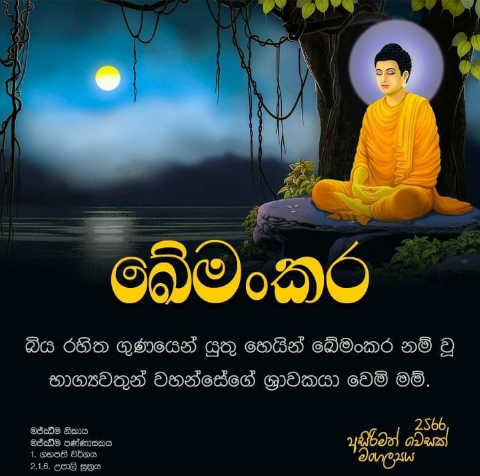 ඛේමංකර
බිය රහිත ගුණයෙන් යුතු හෙයින් ඛේමංකර නම් වූ
භාග්‍යවතුන් වහන්සේගේ ශ්‍රාවකයා වෙමි මම්.
මජ්ඣිම නිකාය
මජ්ඣිම පණ්ණාසකය
1. ගහපති වර්ගය
2,1,6. උපාලි සූත්‍රය
2566
අසිරිමත් වෙසක්
මංගල්‍යය